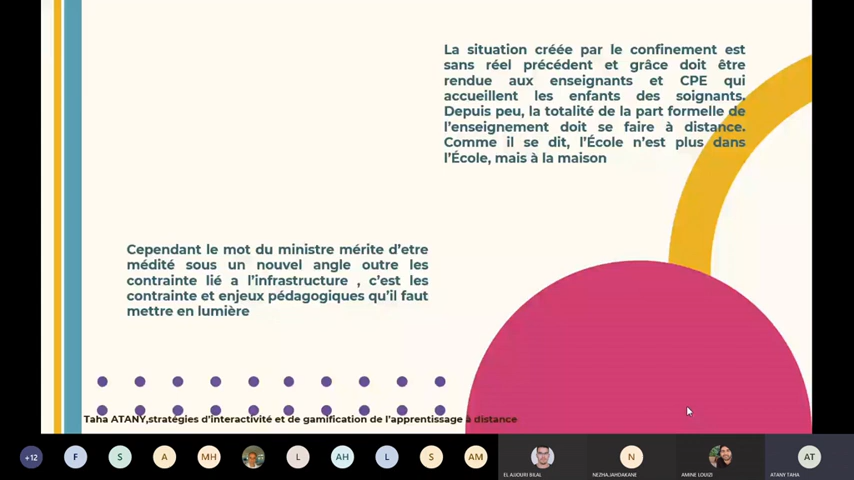 La situation créée par le confinement est
sans réel précédent et grâce doit être
rendue aux enseignants et CPE qui
accueillent les enfants des soignants.
Depuis peu, la totalité de la part formelle de
l'enseignement doit se faire à distance.
Comme il se dit, l'École n'est plus dans
l'École, mais à la maison
Cependant le mot du ministre mérite d'etre
médité sous un nouvel angle outre les
contrainte lié a l'infrastructure , c'est les
contrainte et enjeux pédagogiques qu'il faut
mettre en lumière
Taha ATANY,stratégies d'interactivité et de gamification de l'apprentissage à distance
+12 F S A MH L AH L S AM N AT
EL AJOURI BILAL NEZHA JAHDAKANE AMINE LOUIZI ATANY TAHA